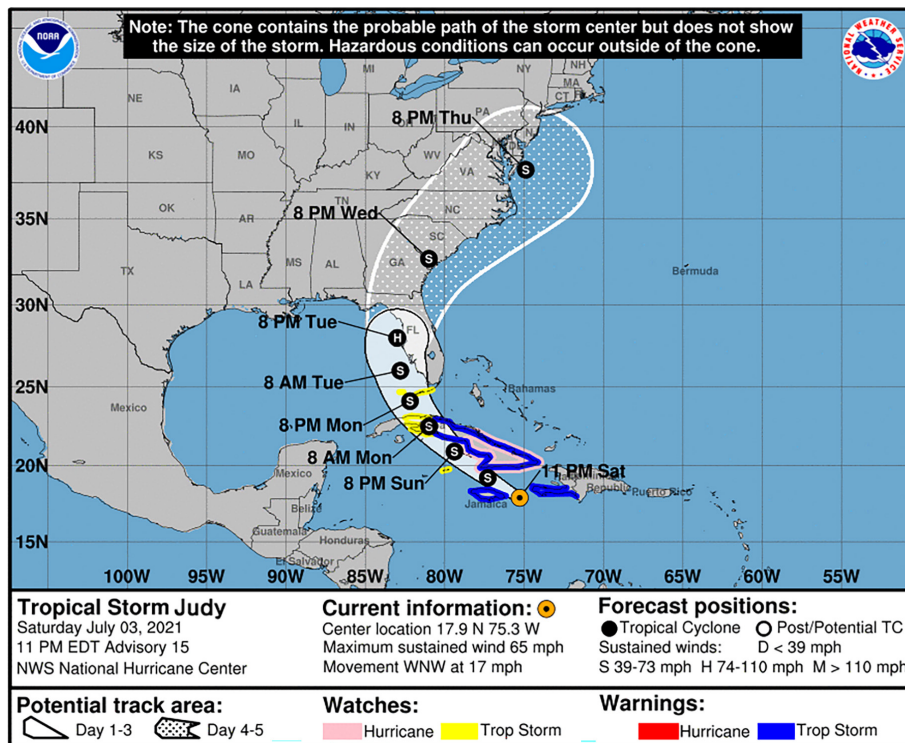 Note: The cone contains the probable path of the storm center but does not show
the size of the storm. Hazardous conditions can occur outside of the cone.
NOAA
NATIONAL WEATHER SERVICE
NH
MI
NY
MA
CT
NE
IA
PA
8 PM Thu
NJ
40N
IL
IN
DE
KS
MO
WV
VA
KY
8 PM Wed
TN
NC
OK
AR
35N
SC
S
MS
AL
GA
TX
LA
Bermuda
30N
8 PM Tue
FL
H
8 AM Tue
S
25N
Bahamas
Mexico
8 PM Mon
S
S
8 AM Mon
S
20N
11 PM Sat
Mexico
8 PM Sun
S
Republic
Puerto Rico
Jamaica
Belize
Guatemala
Honduras
15N
El Salvador
100W 95W 90W 85W 80W 75W 70W 65W 60W 55W
Tropical Storm Judy
Saturday July 03, 2021
11 PM EDT Advisory 15
NWS National Hurricane Center
Current information:
Center location 17.9 N 75.3 W
Maximum sustained wind 65 mph
Movement WNW at 17 mph
Forecast positions:
Tropical Cyclone Post/Potential TC
Sustained winds: D < 39 mph
S 39-73 mph H 74-110 mph M > 110 mph
Potential track area:
Day 1-3 Day 4-5
Watches:
Hurricane Trop Storm
Warnings:
Hurricane Trop Storm